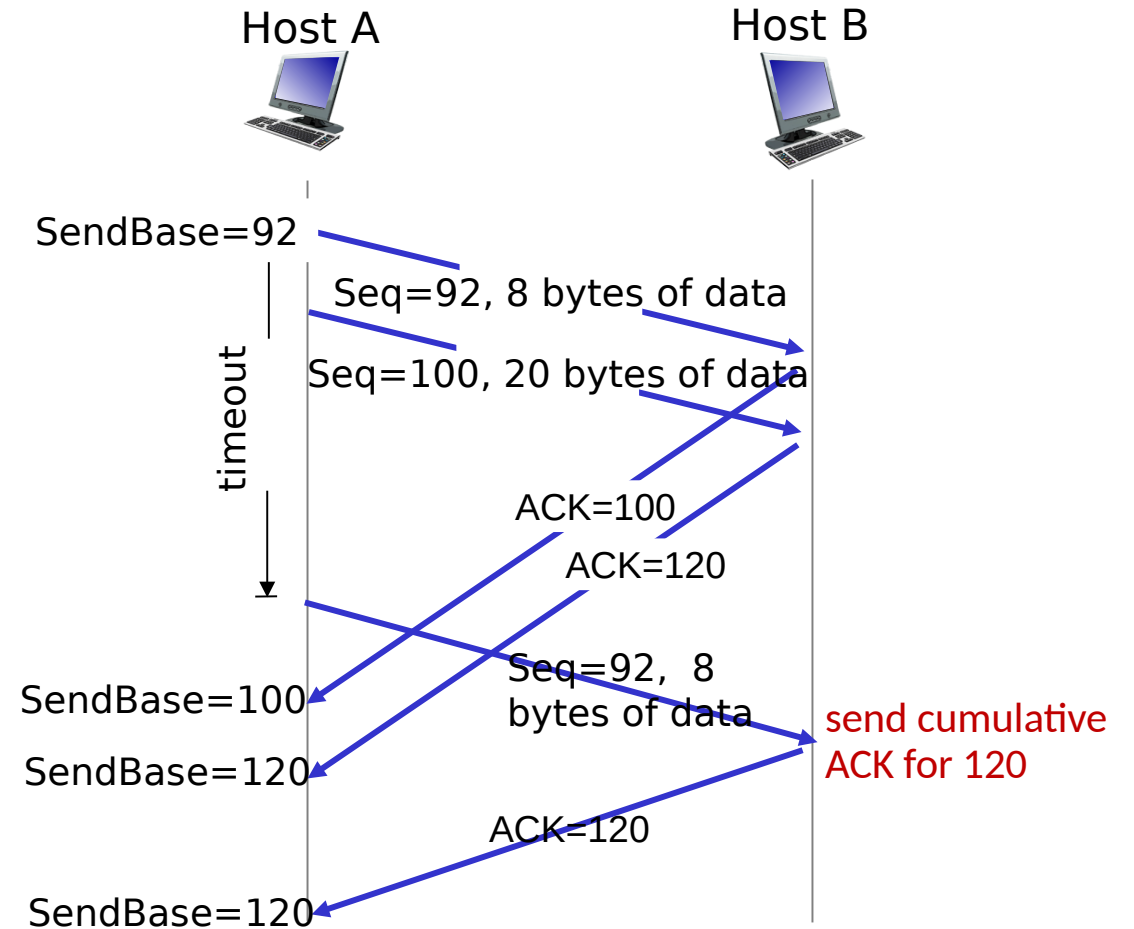 Host A
Host B
SendBase=92
Seq=92, 8 bytes of data
Seq=100, 20 bytes of data
timeout
ACK=100
ACK=120
Seq=92,  8
bytes of data
SendBase=100
send cumulative
ACK for 120
SendBase=120
ACK=120
SendBase=120